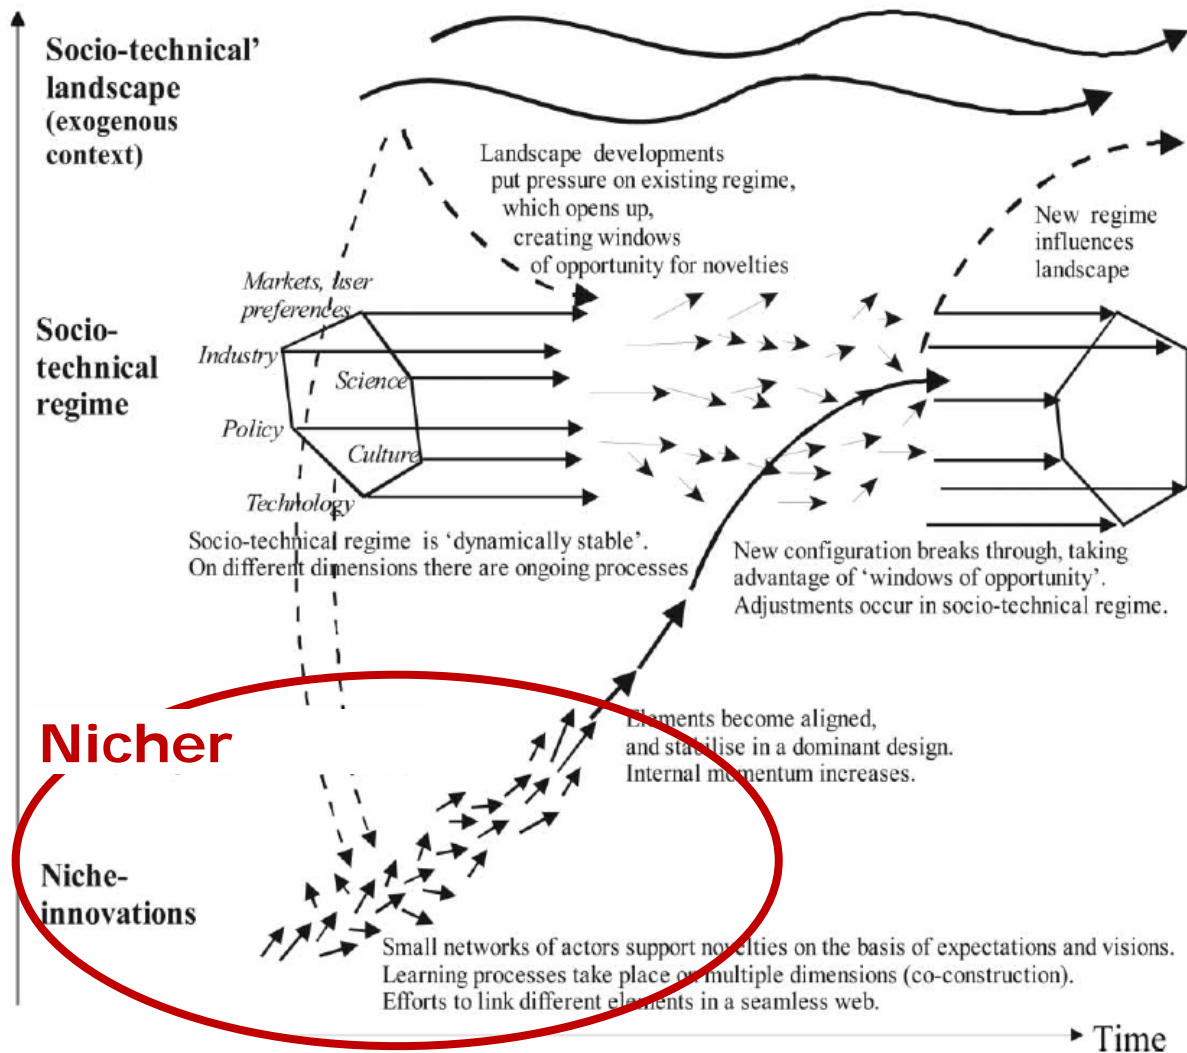 Socio-technical’
landscape
(exogenous
context)
Landscape developments
put pressure on existing regime,
which opens up,
creating windows
of opportunity for novelties
New regime
influences
landscape
Markets, user
preferences
Socio-
technical
regime
Industry
Science
Policy
Culture
Technology
Socio-technical regime is ‘dynamically stable’.
On different dimensions there are ongoing processes
New configuration breaks through, taking
advantage of ‘windows of opportunity’.
Adjustments occur in socio-technical regime.
Nicher
Elements become aligned,
and stabilise in a dominant design.
Internal momentum increases.
Niche-
innovations
Small networks of actors support novelties on the basis of expectations and visions.
Learning processes take place on multiple dimensions (co-construction).
Efforts to link different elements in a seamless web.
Time